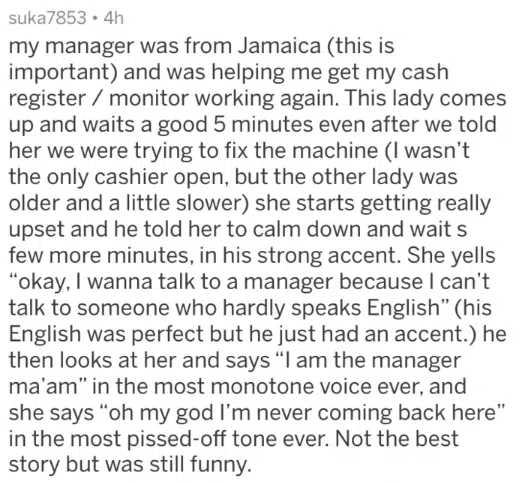 suka7853 • 4h
my manager was from Jamaica (this is
important) and was helping me get my cash
register / monitor working again. This lady comes
up and waits a good 5 minutes even after we told
her we were trying to fix the machine (I wasn't
the only cashier open, but the other lady was
older and a little slower) she starts getting really
upset and he told her to calm down and wait s
few more minutes, in his strong accent. She yells
“okay, I wanna talk to a manager because I can't
talk to someone who hardly speaks English” (his
English was perfect but he just had an accent.) he
then looks at her and says “I am the manager
ma'am” in the most monotone voice ever, and
she says “oh my god I'm never coming back here”
in the most pissed-off tone ever. Not the best
story but was still funny.